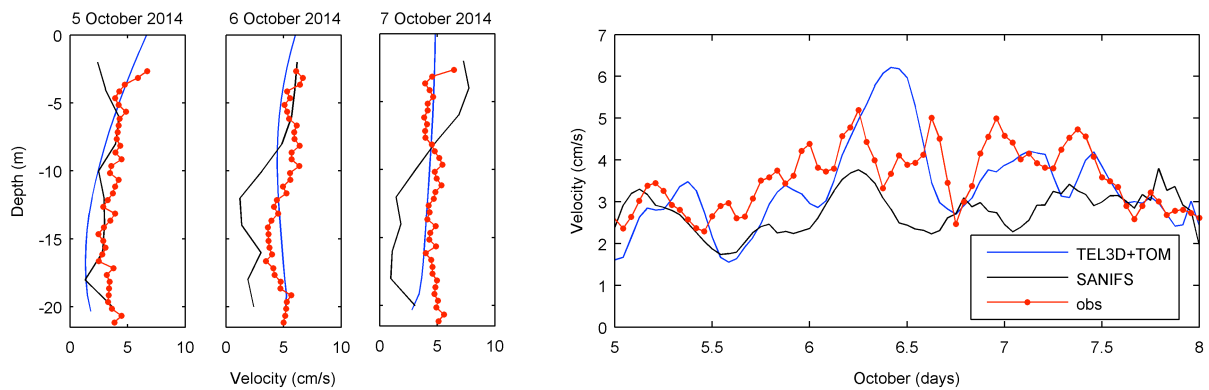 5 October 2014
6 October 2014
7 October 2014
0
-5
-10
-15
-20
Depth (m)
0 5 10
0 5 10
0 5 10
Velocity (cm/s)
7
6
5
4
3
2
1
0
Velocity (cm/s)
TEL3D+TOM
SANIFS
obs
5 5.5 6 6.5 7 7.5 8
October (days)